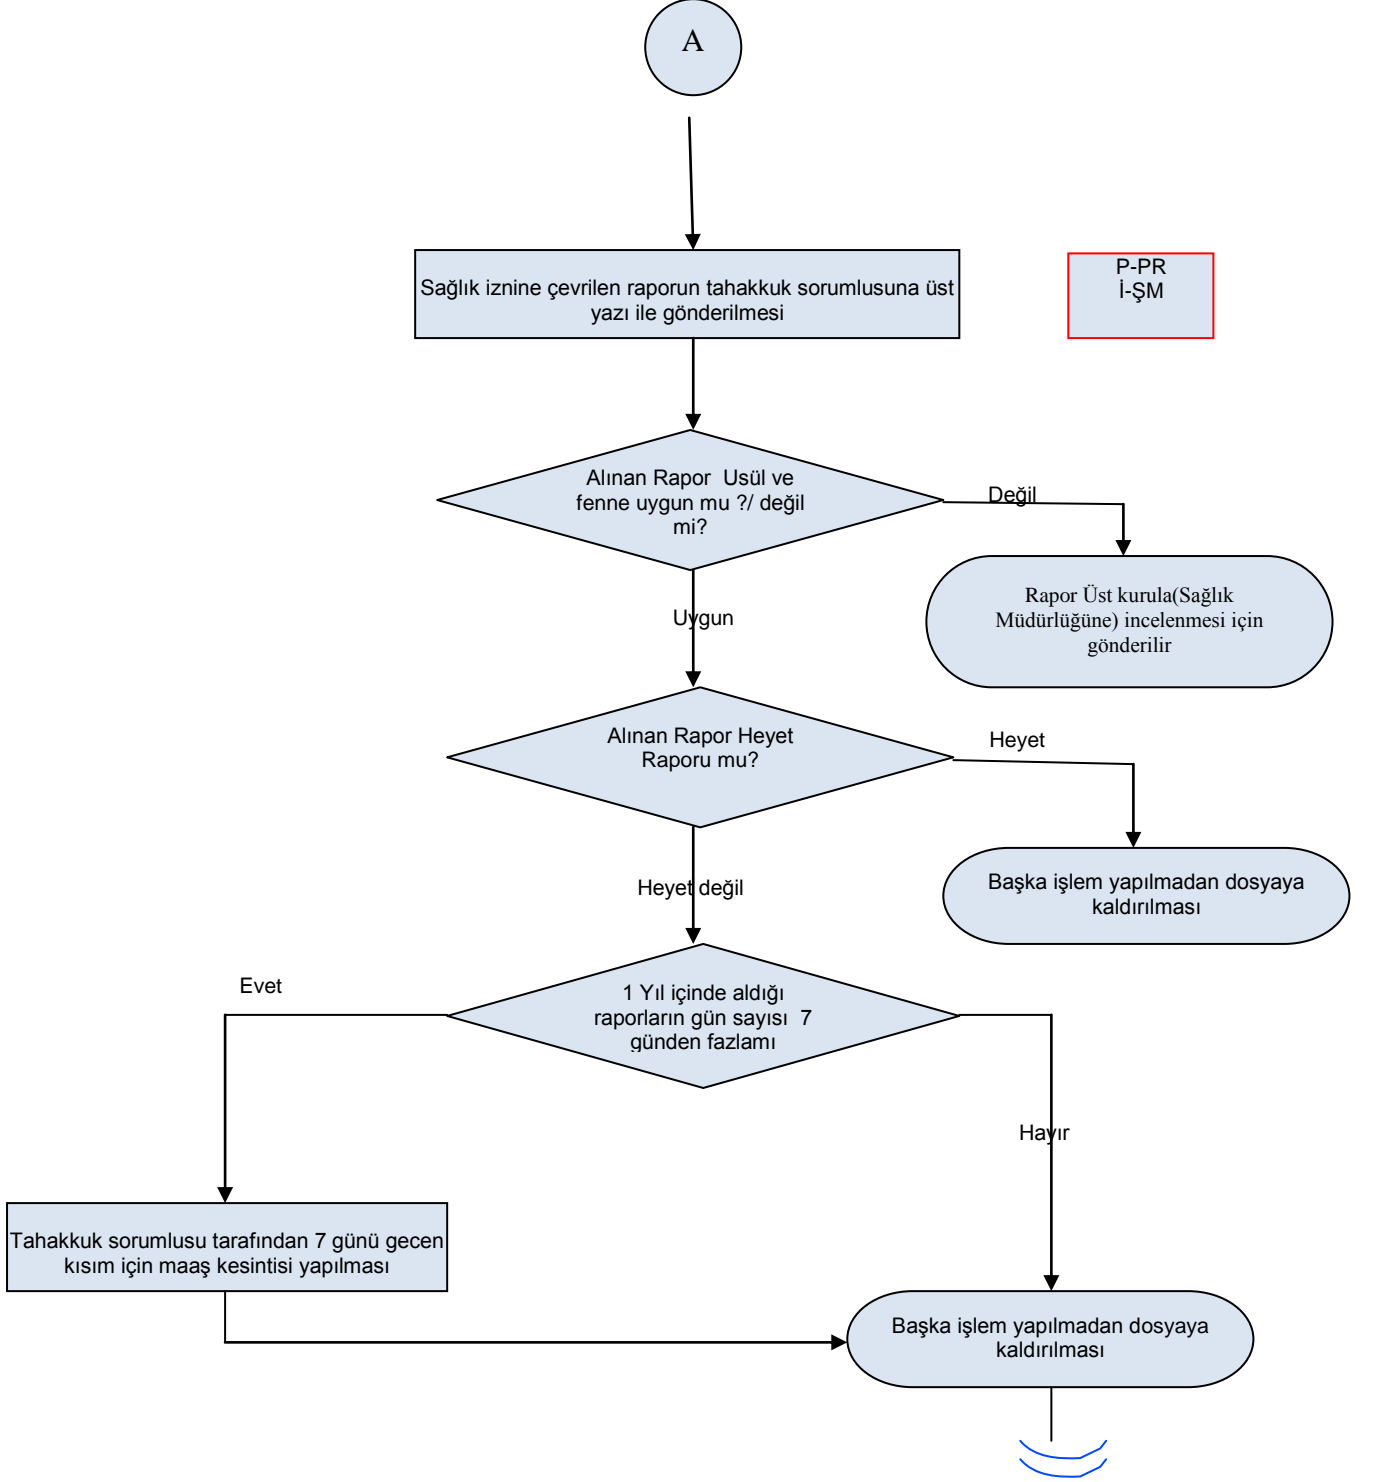 A
Sağlık iznine çevrilen raporun tahakkuk sorumlusuna üst
yazı ile gönderilmesi
P-PR
İ-ŞM
Alınan Rapor  Usül ve
fenne uygun mu ?/ değil
mi?
Değil
Rapor Üst kurula(Sağlık
Müdürlüğüne) incelenmesi için
gönderilir
Uygun
Alınan Rapor Heyet
Raporu mu?
Heyet
Başka işlem yapılmadan dosyaya
kaldırılması
Heyet değil
1 Yıl içinde aldığı
raporların gün sayısı  7
günden fazlamı
Evet
Hayır
Tahakkuk sorumlusu tarafından 7 günü gecen
kısım için maaş kesintisi yapılması
Başka işlem yapılmadan dosyaya
kaldırılması